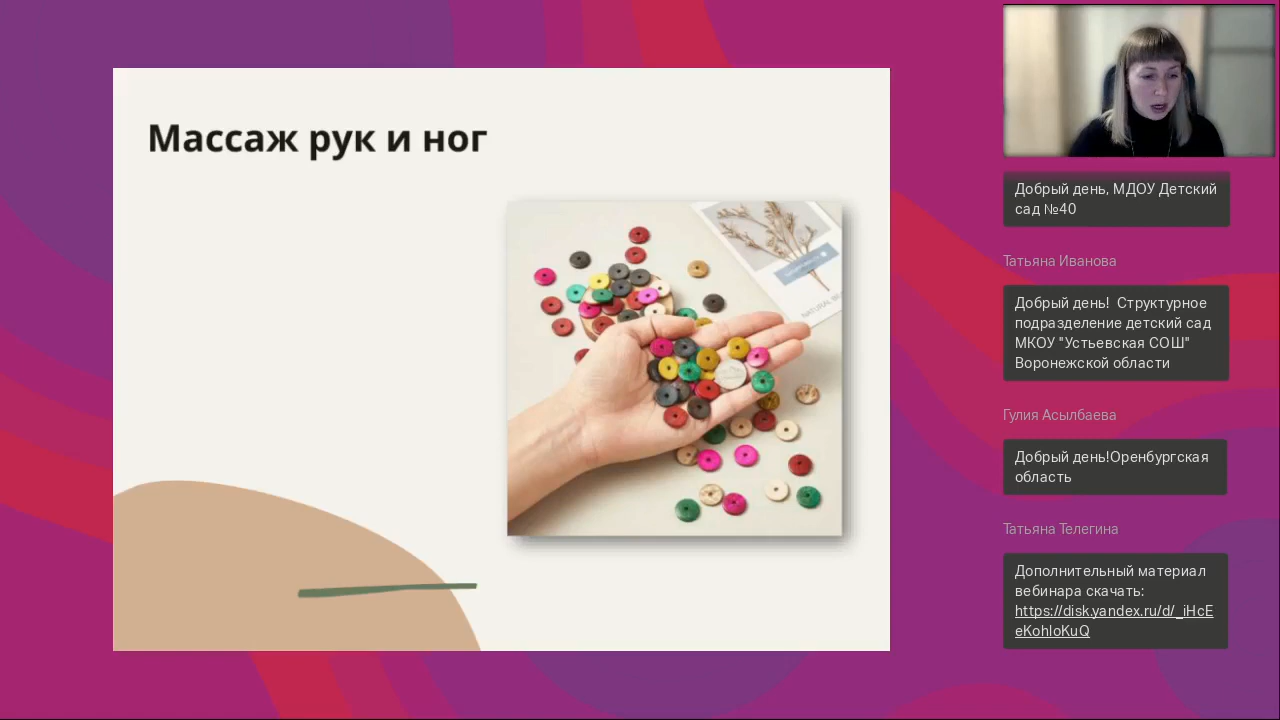 Массаж рук и ног
NATURAL
Добрый день, МДОУ Детский
сад №40
Татьяна Иванова
Добрый день!  Структурное
подразделение детский сад
МКОУ "Устьевская СОШ"
Воронежской области
Гулия Асылбаева
Добрый день!Оренбургская
область
Татьяна Телегина
Дополнительный материал
вебинара скачать:
https://disk.yandex.ru/d/_iHcE
eKohloKuQ